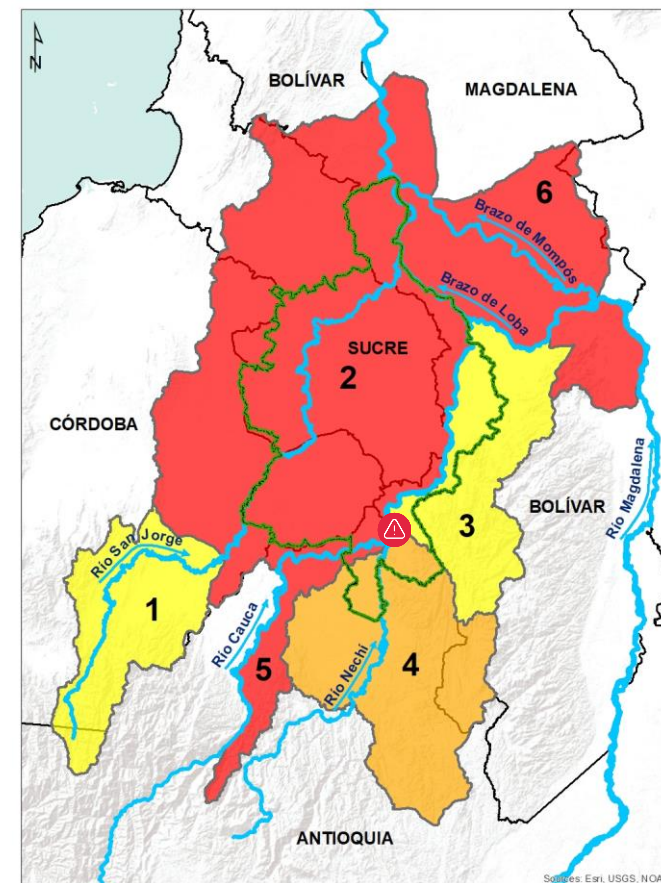 N
BOLÍVAR
MAGDALENA
6
Brazo de Mompós
Brazo de Loba
SUCRE
2
CÓRDOBA
BOLÍVAR
Río Magdalena
3
Río San Jorge
1
Río Cauca
5
Río Nechí
4
ANTIOQUIA
Sources: Esri, USGS, NOA